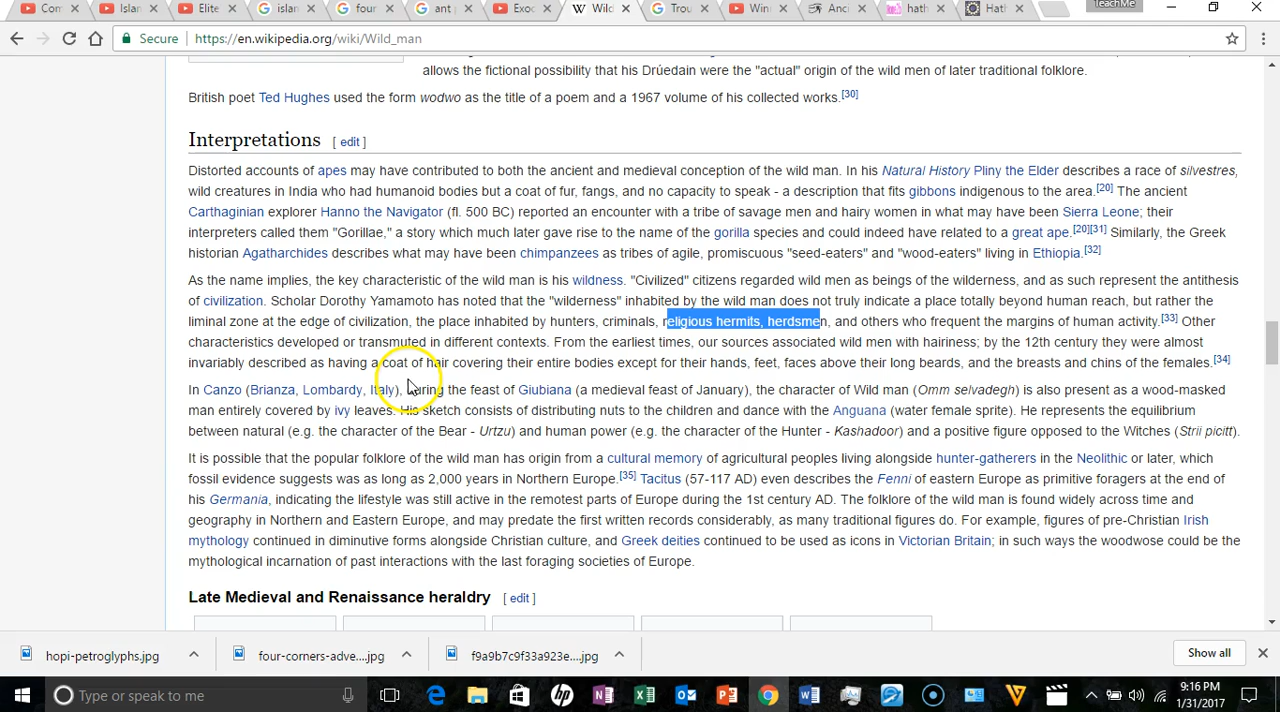 Com
Islan
Elite
islan
four
ant
Exoc
Wild
Trou
Winn
Anci
hath
Hath
TeachMe
Secure https://en.wikipedia.org/wiki/Wild_man
allows the fictional possibility that his Drúedain were the "actual" origin of the wild men of later traditional folklore.
British poet Ted Hughes used the form wodwo as the title of a poem and a 1967 volume of his collected works.[30]
Interpretations [ edit ]
Distorted accounts of apes may have contributed to both the ancient and medieval conception of the wild man. In his Natural History Pliny the Elder describes a race of silvestres,
wild creatures in India who had humanoid bodies but a coat of fur, fangs, and no capacity to speak - a description that fits gibbons indigenous to the area.[20] The ancient
Carthaginian explorer Hanno the Navigator (fl. 500 BC) reported an encounter with a tribe of savage men and hairy women in what may have been Sierra Leone; their
interpreters called them "Gorillae," a story which much later gave rise to the name of the gorilla species and could indeed have related to a great ape.[20][31] Similarly, the Greek
historian Agatharchides describes what may have been chimpanzees as tribes of agile, promiscuous "seed-eaters" and "wood-eaters" living in Ethiopia.[32]
As the name implies, the key characteristic of the wild man is his wildness. "Civilized" citizens regarded wild men as beings of the wilderness, and as such represent the antithesis
of civilization. Scholar Dorothy Yamamoto has noted that the "wilderness" inhabited by the wild man does not truly indicate a place totally beyond human reach, but rather the
liminal zone at the edge of civilization, the place inhabited by hunters, criminals, religious hermits, herdsmen, and others who frequent the margins of human activity.[33] Other
characteristics developed or transmuted in different contexts. From the earliest times, our sources associated wild men with hairiness; by the 12th century they were almost
invariably described as having a coat of hair covering their entire bodies except for their hands, feet, faces above their long beards, and the breasts and chins of the females.[34]
In Canzo (Brianza, Lombardy, Italy), during the feast of Giubiana (a medieval feast of January), the character of Wild man (Omm selvadegh) is also present as a wood-masked
man entirely covered by ivy leaves. His sketch consists of distributing nuts to the children and dance with the Anguana (water female sprite). He represents the equilibrium
between natural (e.g. the character of the Bear - Urtzu) and human power (e.g. the character of the Hunter - Kashadoor) and a positive figure opposed to the Witches (Strii picitt).
It is possible that the popular folklore of the wild man has origin from a cultural memory of agricultural peoples living alongside hunter-gatherers in the Neolithic or later, which
fossil evidence suggests was as long as 2,000 years in Northern Europe.[35] Tacitus (57-117 AD) even describes the Fenni of eastern Europe as primitive foragers at the end of
his Germania, indicating the lifestyle was still active in the remotest parts of Europe during the 1st century AD. The folklore of the wild man is found widely across time and
geography in Northern and Eastern Europe, and may predate the first written records considerably, as many traditional figures do. For example, figures of pre-Christian Irish
mythology continued in diminutive forms alongside Christian culture, and Greek deities continued to be used as icons in Victorian Britain; in such ways the woodwose could be the
mythological incarnation of past interactions with the last foraging societies of Europe.
Late Medieval and Renaissance heraldry [ edit ]
hopi-petroglyphs.jpg
four-corners-adve....jpg
f9a9b7c9f33a923e....jpg
Show all
Type or speak to me
9:16 PM
1/31/2017